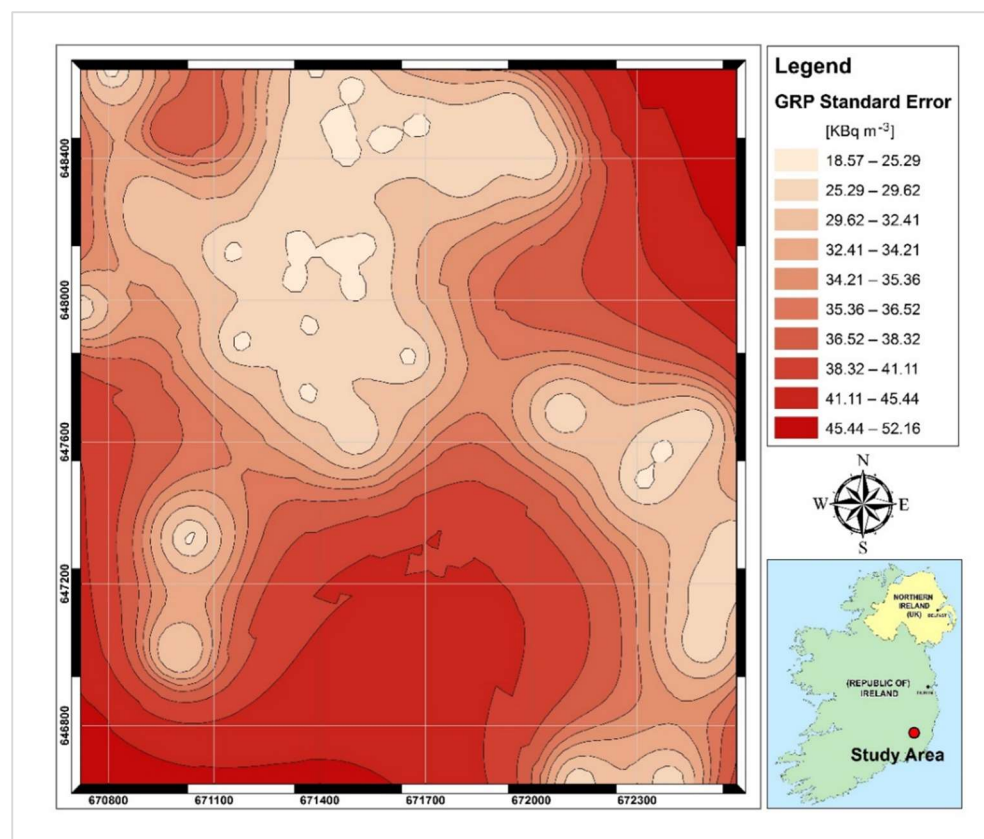 648400
648000
647600
647200
646800
670800
671100
671400
671700
672000
672300
Legend
GRP Standard Error
[KBq m⁻³]
18.57 – 25.29
25.29 – 29.62
29.62 – 32.41
32.41 – 34.21
34.21 – 35.36
35.36 – 36.52
36.52 – 38.32
38.32 – 41.11
41.11 – 45.44
45.44 – 52.16
N
W
E
S
NORTHERN
IRELAND
(UK)
BELFAST
(REPUBLIC OF)
IRELAND
Study Area